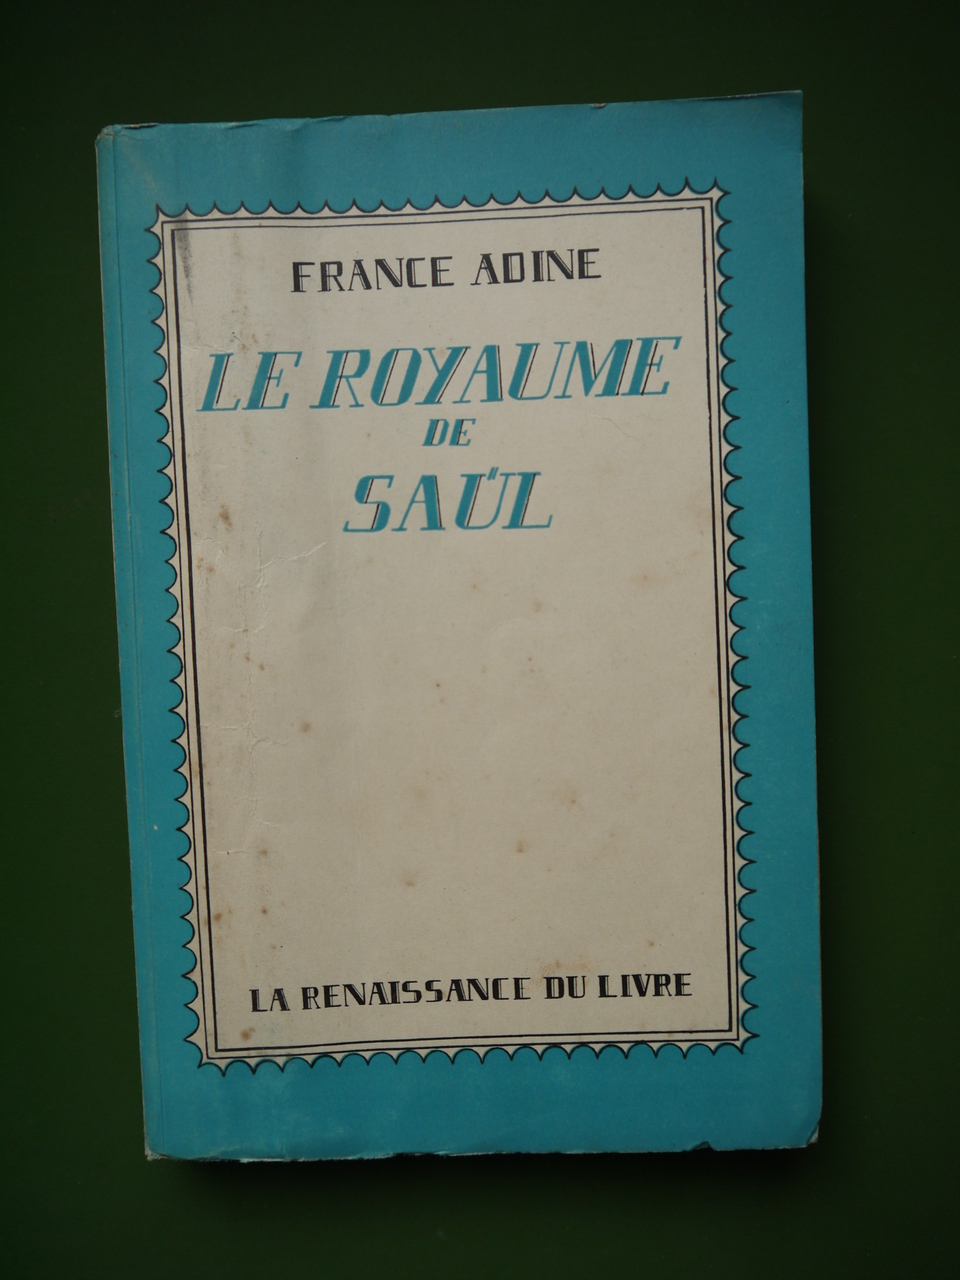 FRANCE ADINE
LE ROYAUME
DE
SAÜL
LA RENAISSANCE DU LIVRE